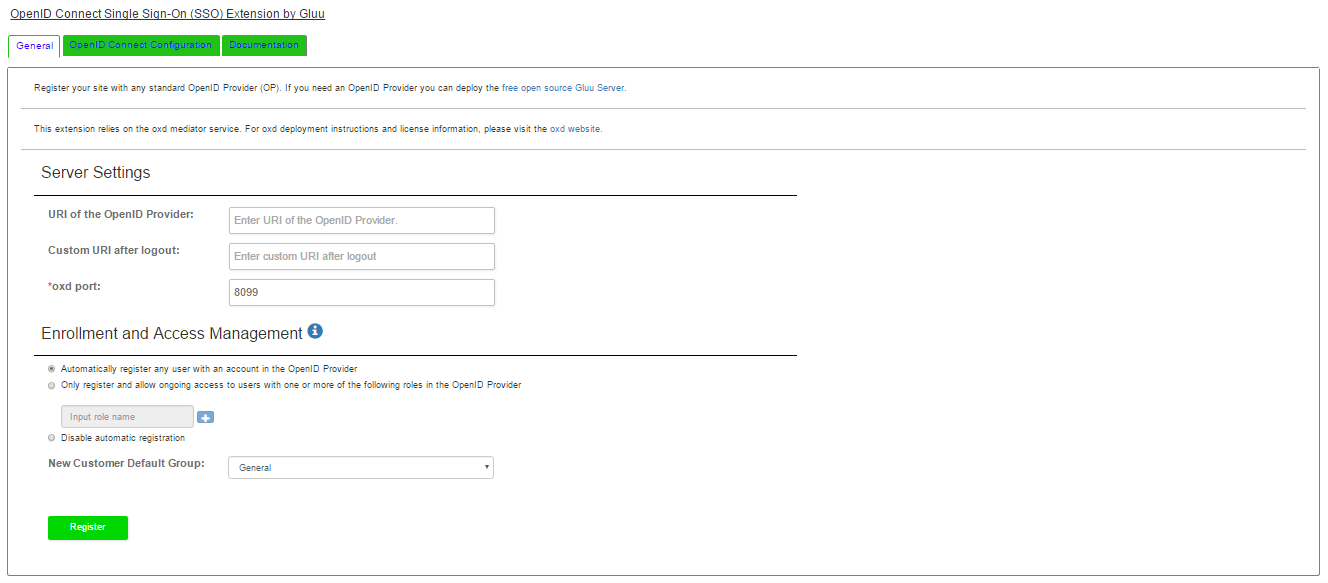 OpenID Connect Single Sign-On (SSO) Extension by Gluu
General OpenID Connect Configuration Documentation
Register your site with any standard OpenID Provider (OP). If you need an OpenID Provider you can deploy the free open source Gluu Server.
This extension relies on the oxd mediator service. For oxd deployment instructions and license information, please visit the oxd website.
Server Settings
URI of the OpenID Provider: Enter URI of the OpenID Provider.
Custom URI after logout: Enter custom URI after logout
*oxd port: 8099
Enrollment and Access Management
Automatically register any user with an account in the OpenID Provider
Only register and allow ongoing access to users with one or more of the following roles in the OpenID Provider
Input role name
Disable automatic registration
New Customer Default Group: General
Register